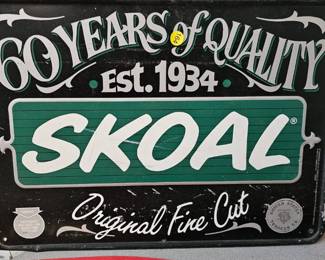 60 YEARS of QUALITY
Est. 1934
SKOAL®
Original Fine Cut